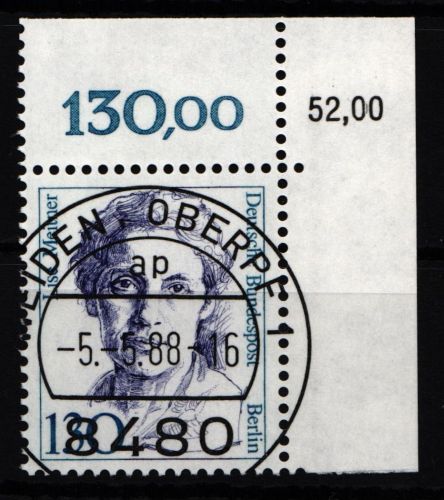 130,00
52,00
Lise Meitner
Deutsche Bundespost Berlin
WEIDEN, OBERPF 1
ap
-5.-5.88-16
130
8480